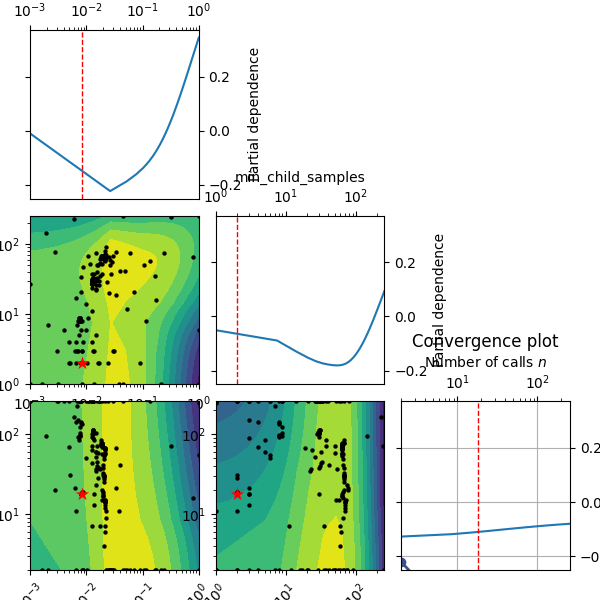 10⁻³ 10⁻² 10⁻¹ 10⁰
0.2
0.0
−0.2
Partial dependence
min_child_samples
10⁰ 10¹ 10²
10²
10¹
10⁰
0.2
0.0
−0.2
Partial dependence
Convergence plot
Number of calls n
10¹ 10²
10²
10¹
10²
10¹
0.2
0.0
−0
10⁻³ 10⁻² 10⁻¹ 10⁰
10⁰ 10¹ 10²